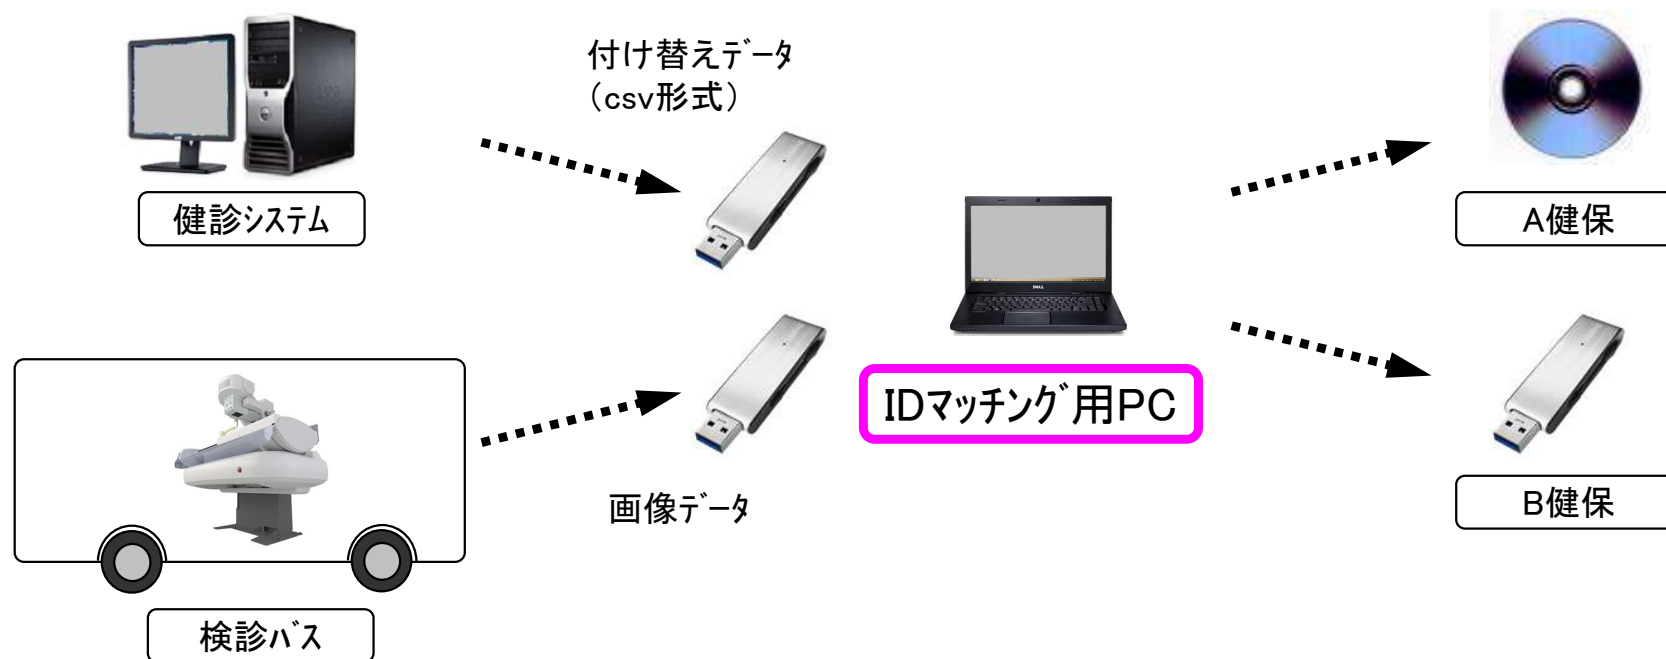 付け替えﾃﾞｰﾀ
（csv形式）
健診ｼｽﾃﾑ
A健保
DELL
IDﾏｯﾁﾝｸﾞ用PC
画像ﾃﾞｰﾀ
B健保
検診ﾊﾞｽ